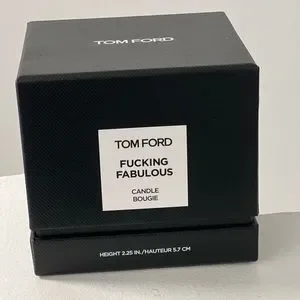 TOM FORD
TOM FORD
FUCKING
FABULOUS
CANDLE
BOUGIE
HEIGHT 2.25 IN./HAUTEUR 5.7 CM